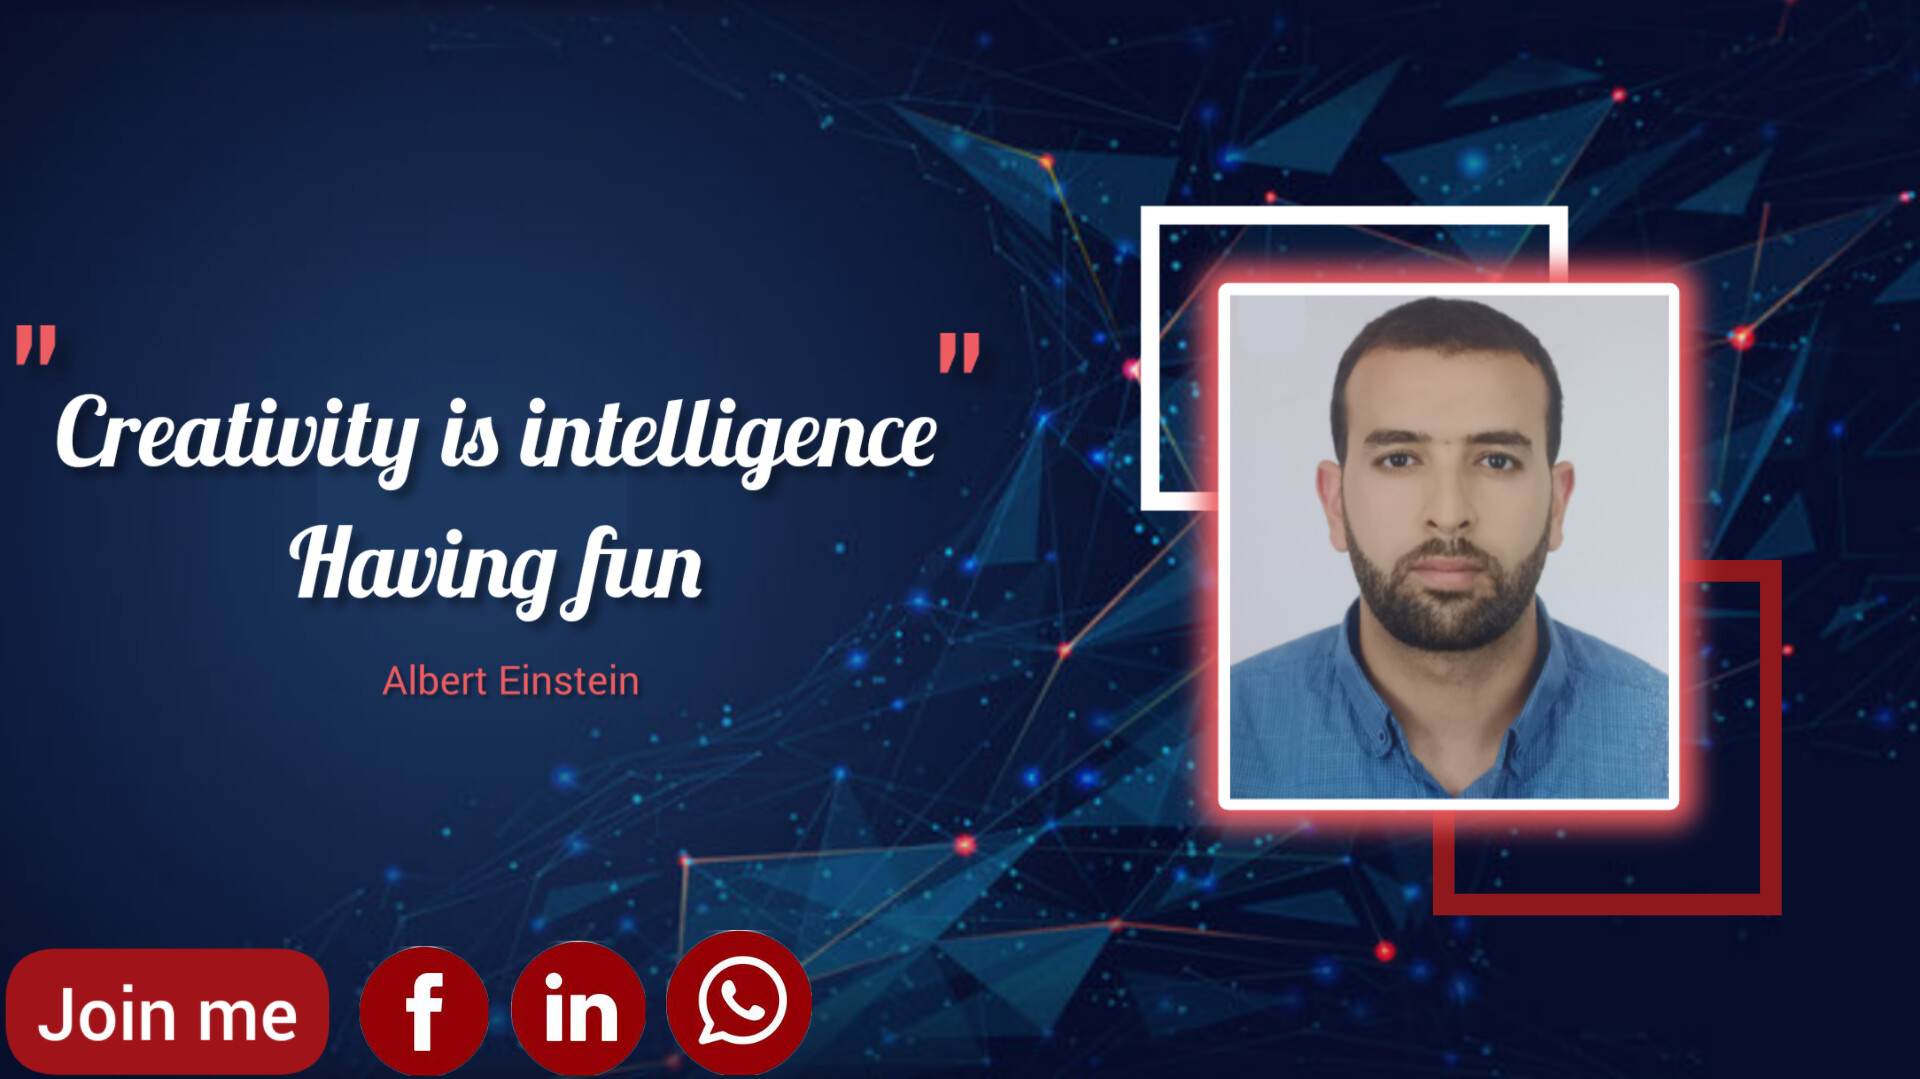 "Creativity is intelligence
Having fun"
Albert Einstein
Join me f in